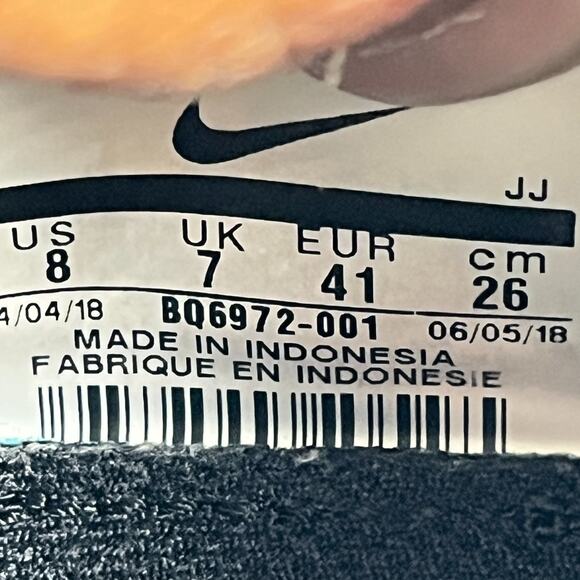 JJ
US UK EUR cm
8 7 41 26
4/04/18 BQ6972-001 06/05/18
MADE IN INDONESIA
FABRIQUE EN INDONESIE